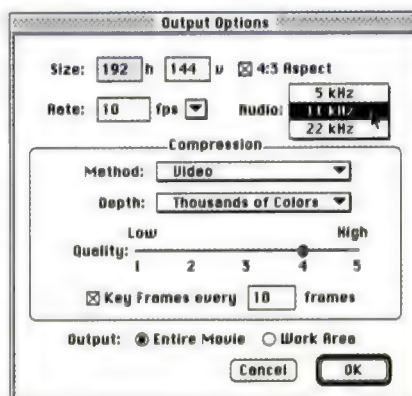 Output Options
Size: 192 h 144 v 4:3 Aspect
5 kHz
Rate: 10 fps Audio: 11 kHz
22 kHz
Compression
Method: Video
Depth: Thousands of Colors
Low High
Quality:
1 2 3 4 5
Key Frames every 10 frames
Output: Entire Movie Work Area
Cancel OK